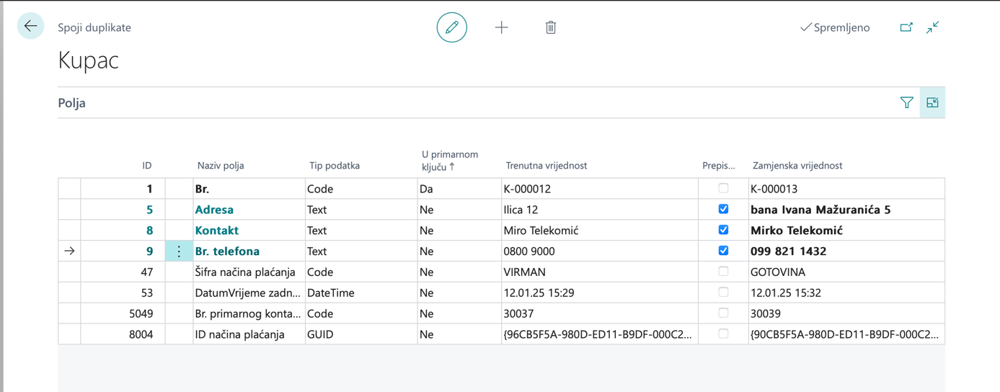 Spoji duplikate
Spremljeno
Kupac
Polja
ID Naziv polja Tip podatka U primarnom ključu ↑ Trenutna vrijednost Prepis... Zamjenska vrijednost
1 Br. Code Da K-000012 K-000013
5 Adresa Text Ne Ilica 12 bana Ivana Mažuranića 5
8 Kontakt Text Ne Miro Telekomić Mirko Telekomić
9 Br. telefona Text Ne 0800 9000 099 821 1432
47 Šifra načina plaćanja Code Ne VIRMAN GOTOVINA
53 DatumVrijeme zadn... DateTime Ne 12.01.25 15:29 12.01.25 15:32
5049 Br. primarnog konta... Code Ne 30037 30039
8004 ID načina plaćanja GUID Ne {96CB5F5A-980D-ED11-B9DF-000C2... {90CB5F5A-980D-ED11-B9DF-000C2...